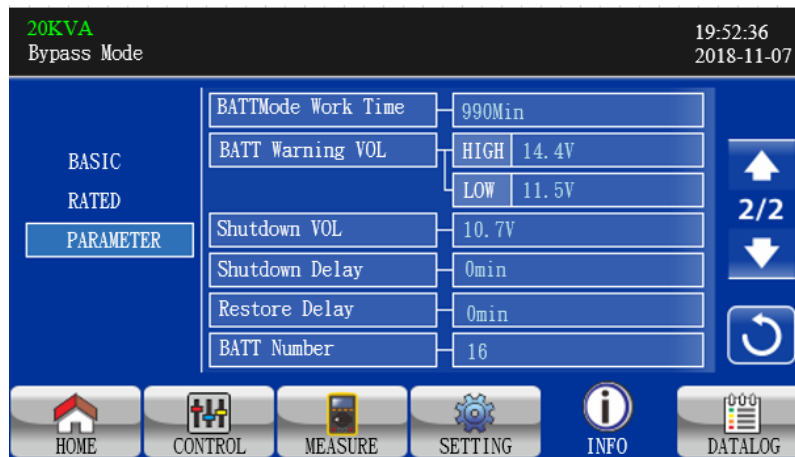 20KVA
Bypass Mode
19:52:36
2018-11-07
BASIC
RATED
PARAMETER
BATTMode Work Time 990Min
BATT Warning VOL HIGH 14.4V
LOW 11.5V
Shutdown VOL 10.7V
Shutdown Delay 0min
Restore Delay 0min
BATT Number 16
2/2
HOME CONTROL MEASURE SETTING INFO DATALOG